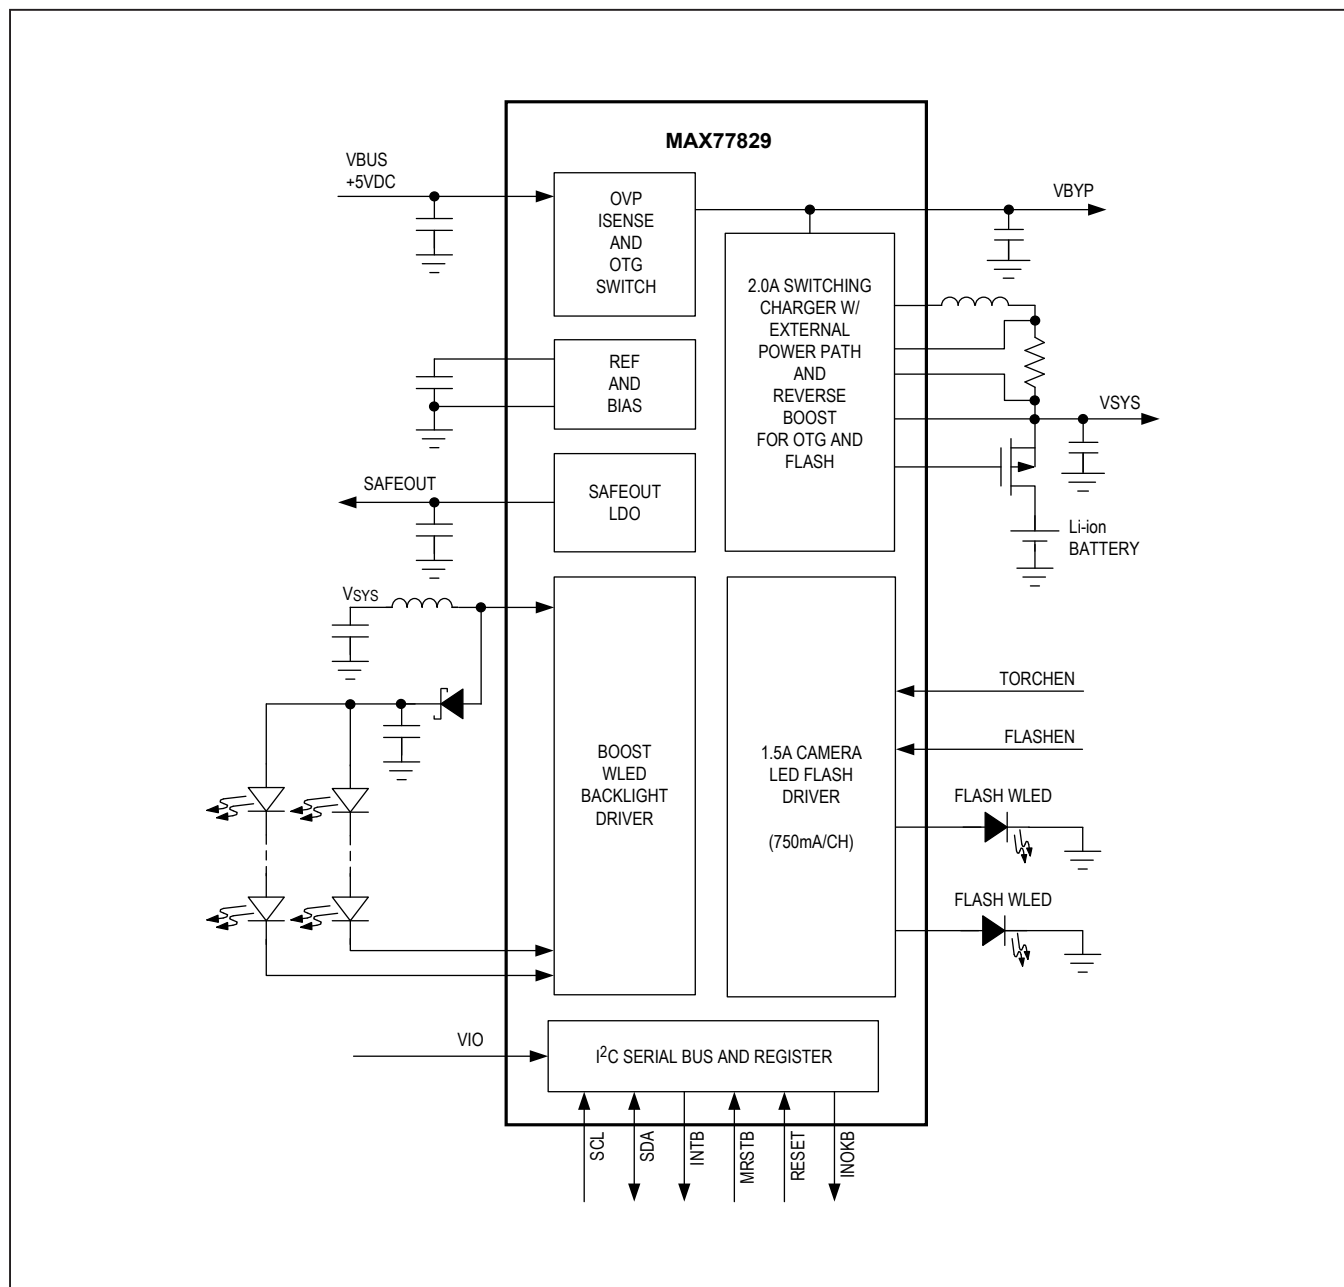 MAX77829
VBUS
+5VDC
OVP
ISENSE
AND
OTG
SWITCH
VBYP
2.0A SWITCHING
CHARGER W/
EXTERNAL
POWER PATH
AND
REVERSE
BOOST
FOR OTG AND
FLASH
REF
AND
BIAS
VSYS
SAFEOUT
SAFEOUT
LDO
Li-ion
BATTERY
VSYS
BOOST
WLED
BACKLIGHT
DRIVER
1.5A CAMERA
LED FLASH
DRIVER
(750mA/CH)
TORCHEN
FLASHEN
FLASH WLED
FLASH WLED
VIO
I²C SERIAL BUS AND REGISTER
SCL
SDA
INTB
MRSTB
RESET
INOKB